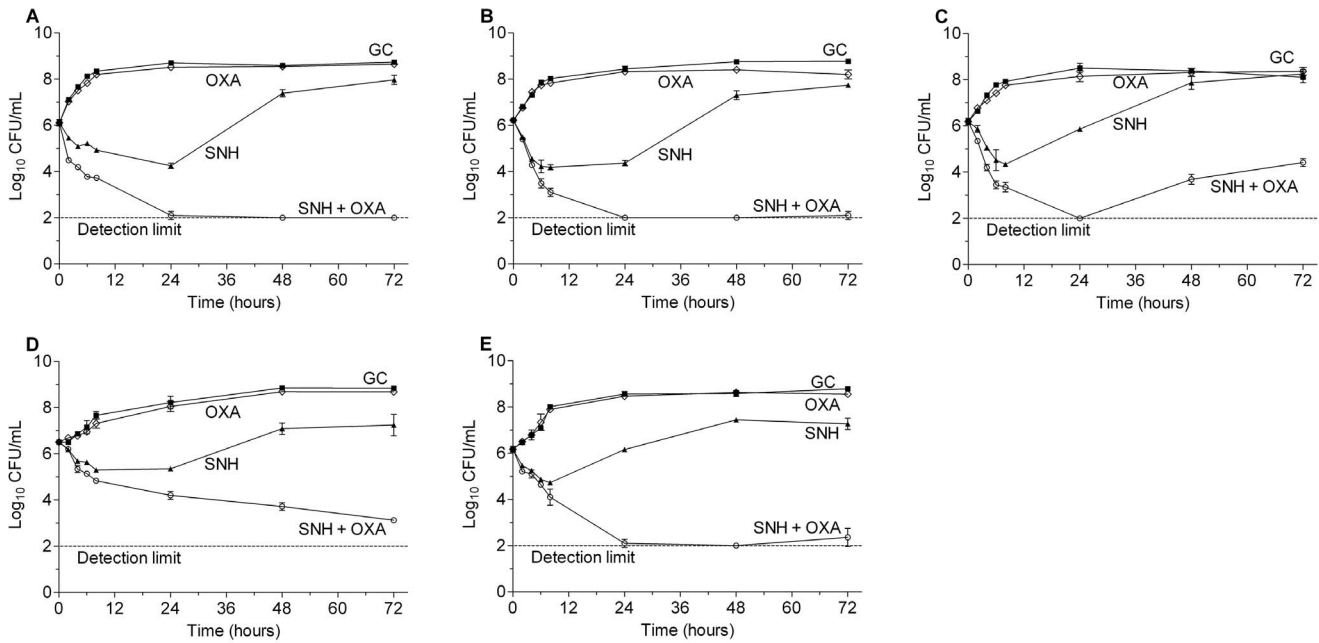 A
10
8
6
4
2
0
Log10 CFU/mL
GC
OXA
SNH
SNH + OXA
Detection limit
0 12 24 36 48 60 72
Time (hours)
B
10
8
6
4
2
0
Log10 CFU/mL
GC
OXA
SNH
SNH + OXA
Detection limit
0 12 24 36 48 60 72
Time (hours)
C
10
8
6
4
2
0
Log10 CFU/mL
GC
OXA
SNH
SNH + OXA
Detection limit
0 12 24 36 48 60 72
Time (hours)
D
10
8
6
4
2
0
Log10 CFU/mL
GC
OXA
SNH
SNH + OXA
Detection limit
0 12 24 36 48 60 72
Time (hours)
E
10
8
6
4
2
0
Log10 CFU/mL
GC
OXA
SNH
SNH + OXA
Detection limit
0 12 24 36 48 60 72
Time (hours)